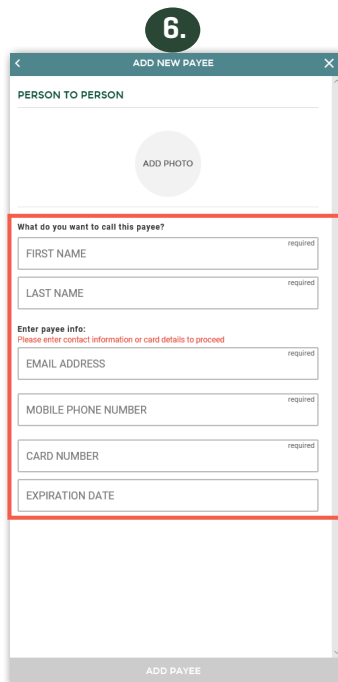 6.
ADD NEW PAYEE
PERSON TO PERSON
ADD PHOTO
What do you want to call this payee?
required
FIRST NAME
required
LAST NAME
Enter payee info:
Please enter contact information or card details to proceed
required
EMAIL ADDRESS
required
MOBILE PHONE NUMBER
required
CARD NUMBER
EXPIRATION DATE
ADD PAYEE